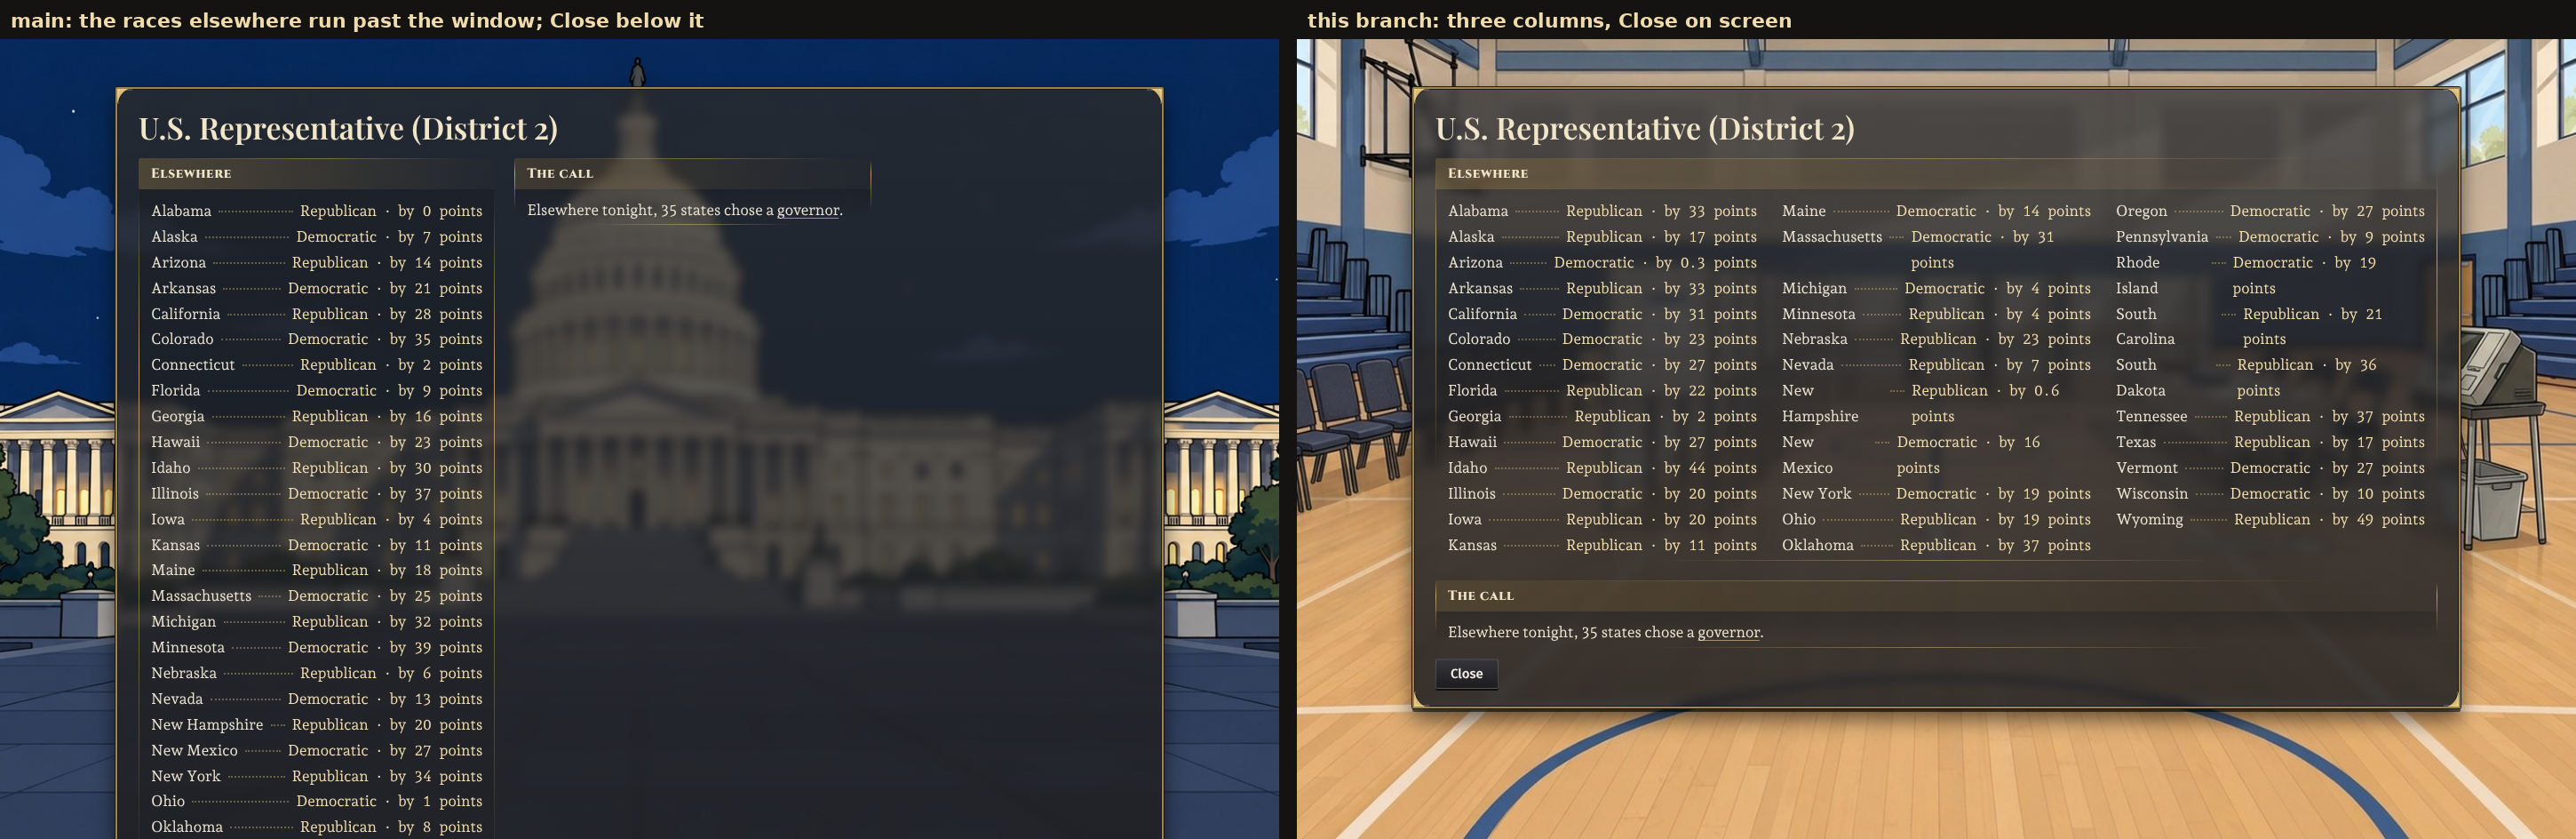 main: the races elsewhere run past the window; Close below it
U.S. Representative (District 2)
Elsewhere
Alabama Republican · by 0 points
Alaska Democratic · by 7 points
Arizona Republican · by 14 points
Arkansas Democratic · by 21 points
California Republican · by 28 points
Colorado Democratic · by 35 points
Connecticut Republican · by 2 points
Florida Democratic · by 9 points
Georgia Republican · by 16 points
Hawaii Democratic · by 23 points
Idaho Republican · by 30 points
Illinois Democratic · by 37 points
Iowa Republican · by 4 points
Kansas Democratic · by 11 points
Maine Republican · by 18 points
Massachusetts Democratic · by 25 points
Michigan Republican · by 32 points
Minnesota Democratic · by 39 points
Nebraska Republican · by 6 points
Nevada Democratic · by 13 points
New Hampshire Republican · by 20 points
New Mexico Democratic · by 27 points
New York Republican · by 34 points
Ohio Democratic · by 1 points
Oklahoma Republican · by 8 points
The call
Elsewhere tonight, 35 states chose a governor.
this branch: three columns, Close on screen
U.S. Representative (District 2)
Elsewhere
Alabama Republican · by 33 points
Alaska Republican · by 17 points
Arizona Democratic · by 0.3 points
Arkansas Republican · by 33 points
California Democratic · by 31 points
Colorado Democratic · by 23 points
Connecticut Democratic · by 27 points
Florida Republican · by 22 points
Georgia Republican · by 2 points
Hawaii Democratic · by 27 points
Idaho Republican · by 44 points
Illinois Democratic · by 20 points
Iowa Republican · by 20 points
Kansas Republican · by 11 points
Maine Democratic · by 14 points
Massachusetts Democratic · by 31
points
Michigan Democratic · by 4 points
Minnesota Republican · by 4 points
Nebraska Republican · by 23 points
Nevada Republican · by 7 points
New Republican · by 0.6
Hampshire points
New Democratic · by 16
Mexico points
New York Democratic · by 19 points
Ohio Republican · by 19 points
Oklahoma Republican · by 37 points
Oregon Democratic · by 27 points
Pennsylvania Democratic · by 9 points
Rhode Democratic · by 19
Island points
South Republican · by 21
Carolina points
South Republican · by 36
Dakota points
Tennessee Republican · by 37 points
Texas Republican · by 17 points
Vermont Democratic · by 27 points
Wisconsin Democratic · by 10 points
Wyoming Republican · by 49 points
The call
Elsewhere tonight, 35 states chose a governor.
Close